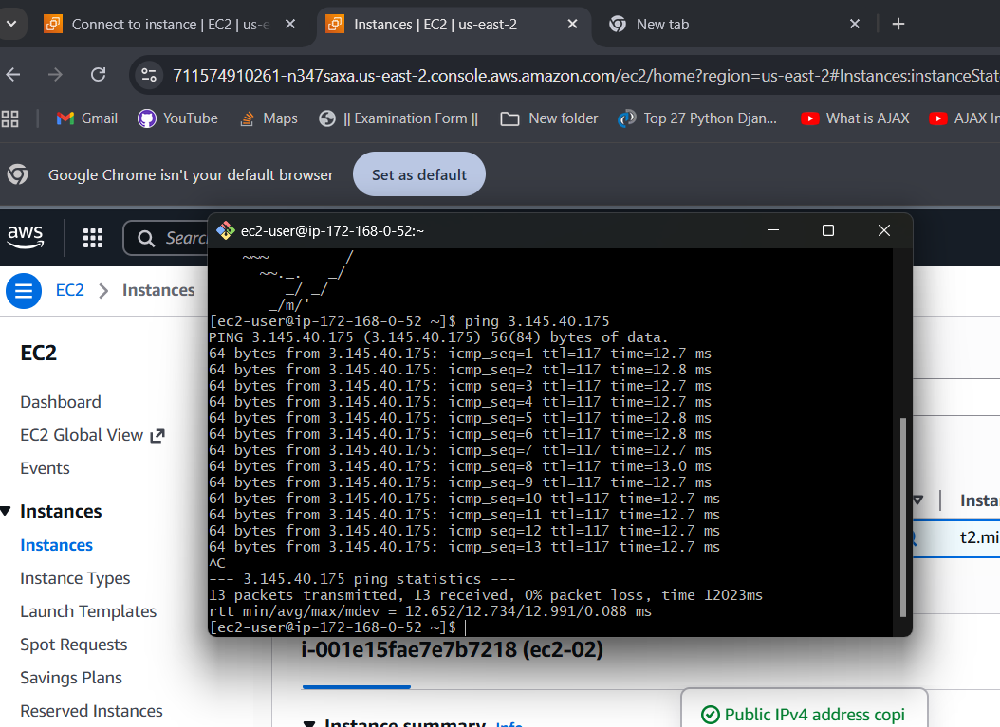 Connect to instance | EC2 | us-e
Instances | EC2 | us-east-2
New tab
711574910261-n347saxa.us-east-2.console.aws.amazon.com/ec2/home?region=us-east-2#Instances:instanceStat
Gmail
YouTube
Maps
|| Examination Form ||
New folder
Top 27 Python Djan...
What is AJAX
AJAX In
Google Chrome isn't your default browser
Set as default
aws
Searc
EC2
Instances
ec2-user@ip-172-168-0-52:~
~~~ /
~~._. _/
_/ _/
_/m/'
[ec2-user@ip-172-168-0-52 ~]$ ping 3.145.40.175
PING 3.145.40.175 (3.145.40.175) 56(84) bytes of data.
64 bytes from 3.145.40.175: icmp_seq=1 ttl=117 time=12.7 ms
64 bytes from 3.145.40.175: icmp_seq=2 ttl=117 time=12.8 ms
64 bytes from 3.145.40.175: icmp_seq=3 ttl=117 time=12.7 ms
64 bytes from 3.145.40.175: icmp_seq=4 ttl=117 time=12.7 ms
64 bytes from 3.145.40.175: icmp_seq=5 ttl=117 time=12.8 ms
64 bytes from 3.145.40.175: icmp_seq=6 ttl=117 time=12.8 ms
64 bytes from 3.145.40.175: icmp_seq=7 ttl=117 time=12.7 ms
64 bytes from 3.145.40.175: icmp_seq=8 ttl=117 time=13.0 ms
64 bytes from 3.145.40.175: icmp_seq=9 ttl=117 time=12.7 ms
64 bytes from 3.145.40.175: icmp_seq=10 ttl=117 time=12.7 ms
64 bytes from 3.145.40.175: icmp_seq=11 ttl=117 time=12.7 ms
64 bytes from 3.145.40.175: icmp_seq=12 ttl=117 time=12.7 ms
64 bytes from 3.145.40.175: icmp_seq=13 ttl=117 time=12.7 ms
^C
--- 3.145.40.175 ping statistics ---
13 packets transmitted, 13 received, 0% packet loss, time 12023ms
rtt min/avg/max/mdev = 12.652/12.734/12.991/0.088 ms
[ec2-user@ip-172-168-0-52 ~]$
EC2
Dashboard
EC2 Global View
Events
Instances
Instances
Instance Types
Launch Templates
Spot Requests
Savings Plans
Reserved Instances
Insta
t2.mi
i-001e15fae7e7b7218 (ec2-02)
Instance summary Info
Public IPv4 address copi